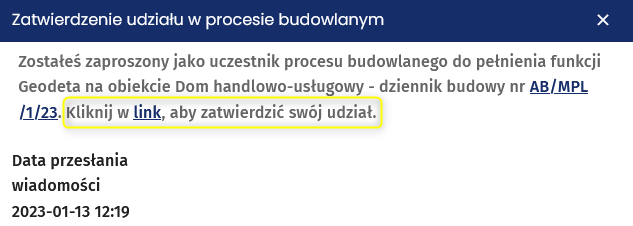 Zatwierdzenie udziału w procesie budowlanym ×
Zostałeś zaproszony jako uczestnik procesu budowlanego do pełnienia funkcji
Geodeta na obiekcie Dom handlowo-usługowy - dziennik budowy nr AB/MPL
/1/23. Kliknij w link, aby zatwierdzić swój udział.
Data przesłania
wiadomości
2023-01-13 12:19